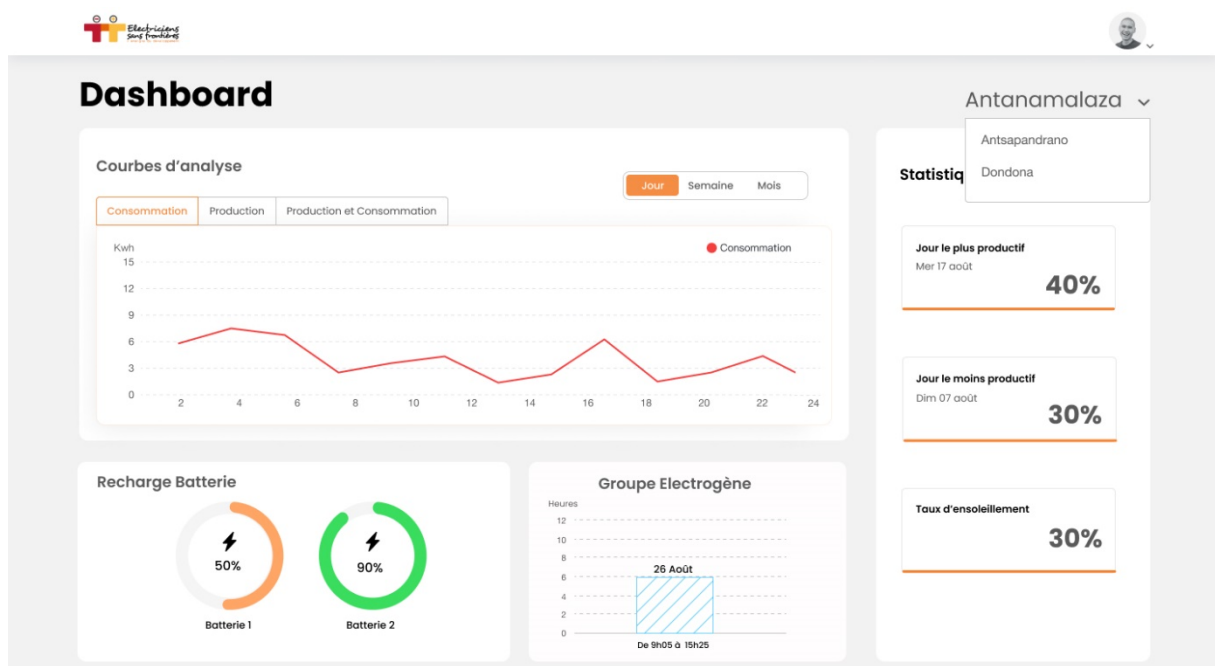 Electriciens
sans frontières
Dashboard
Antanamalaza
Antsapandrano
Dondona
Courbes d’analyse
Jour Semaine Mois
Consommation Production Production et Consommation
Kwh
Consommation
15
12
9
6
3
0
2 4 6 8 10 12 14 16 18 20 22 24
Statistiq
Jour le plus productif
Mer 17 août
40%
Jour le moins productif
Dim 07 août
30%
Taux d’ensoleillement
30%
Recharge Batterie
50%
Batterie 1
90%
Batterie 2
Groupe Electrogène
Heures
12
10
8
6
4
2
0
26 Août
De 9h05 à 15h25